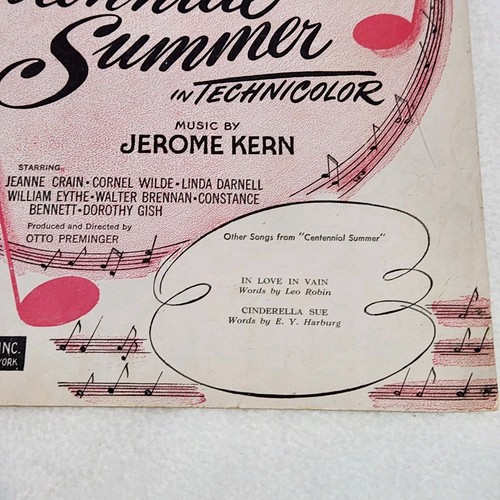 Summer
IN TECHNICOLOR
MUSIC BY
JEROME KERN
STARRING
JEANNE CRAIN • CORNEL WILDE • LINDA DARNELL
WILLIAM EYTHE • WALTER BRENNAN • CONSTANCE
BENNETT • DOROTHY GISH
Produced and Directed by
OTTO PREMINGER
Other Songs from "Centennial Summer"
IN LOVE IN VAIN
Words by Leo Robin
CINDERELLA SUE
Words by E. Y. Harburg
INC.
YORK